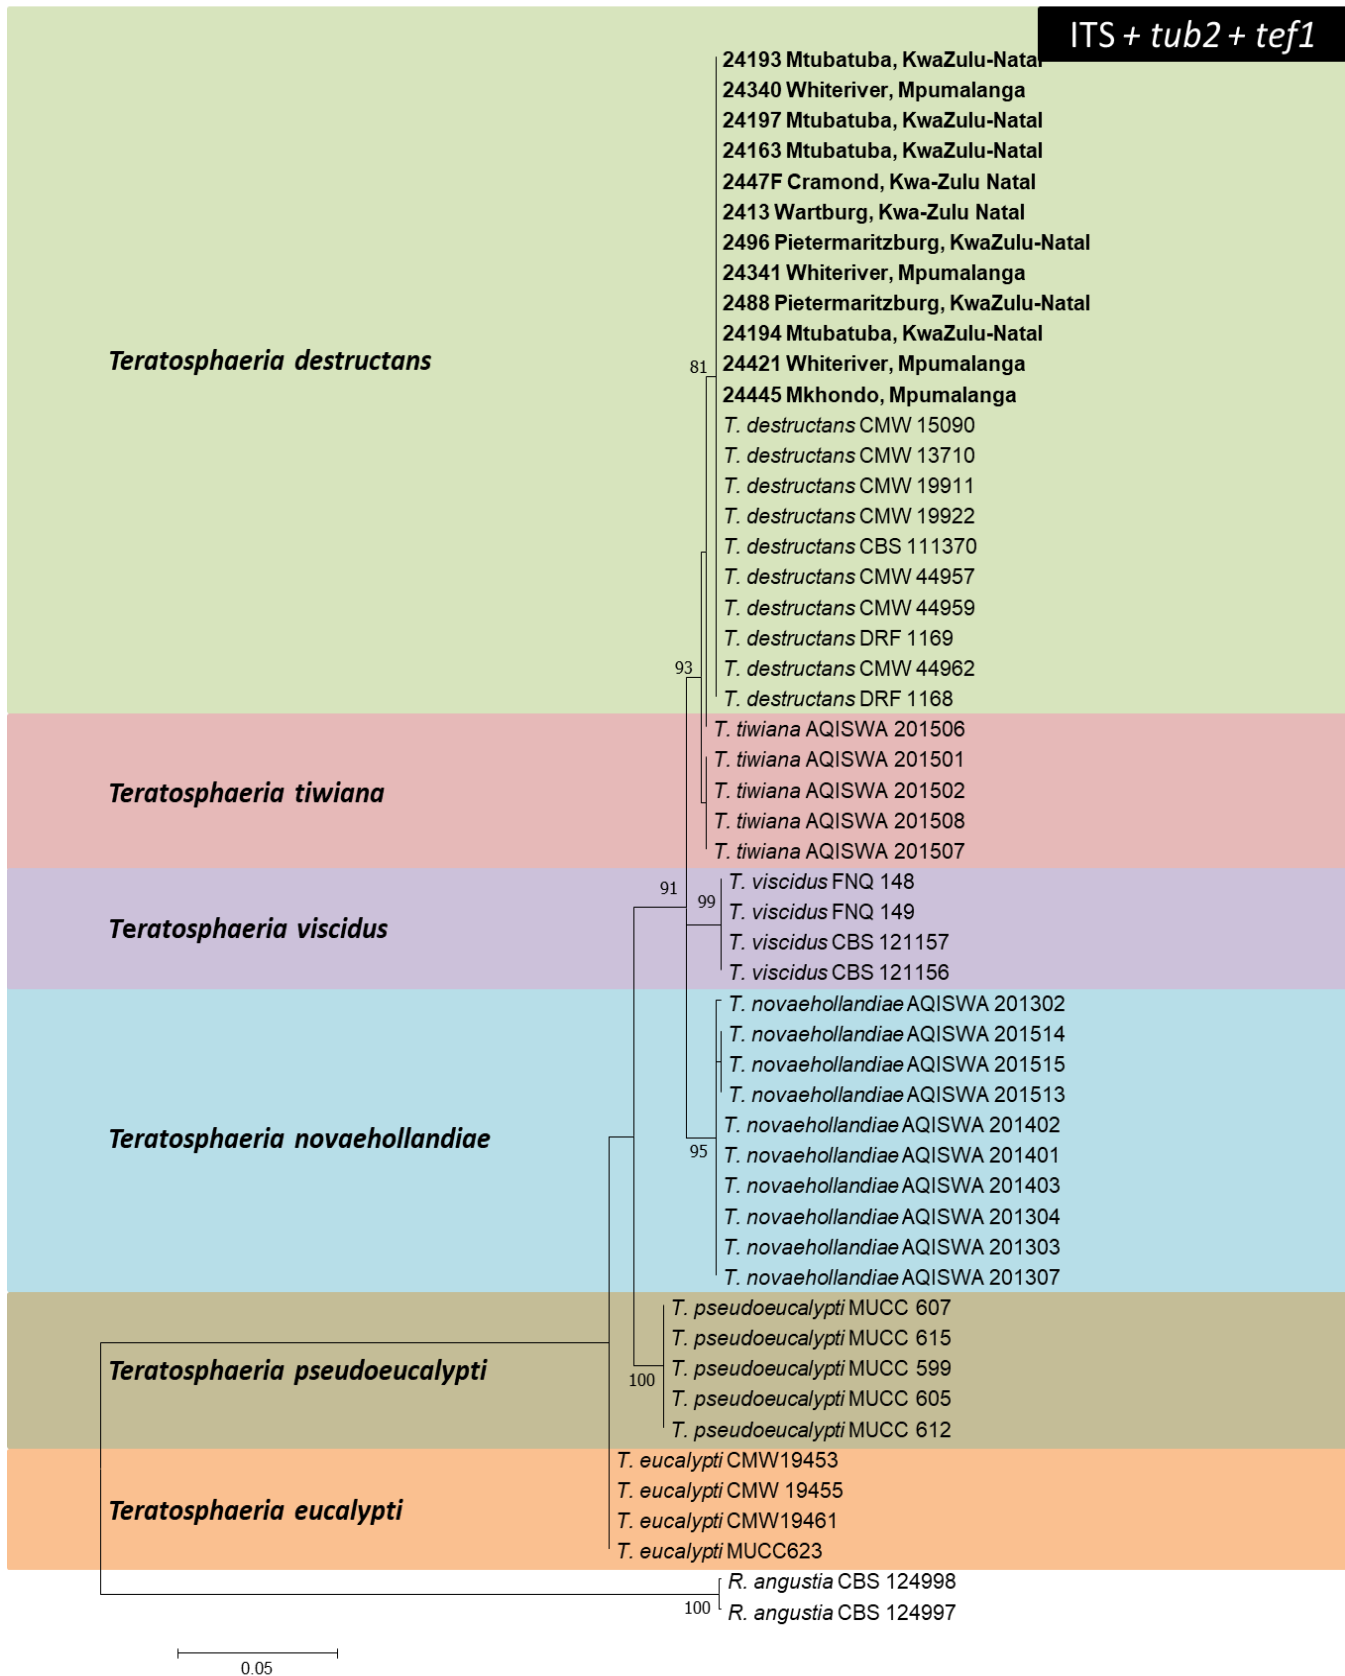 ITS + tub2 + tef1
24193 Mtubatuba, KwaZulu-Natal
24340 Whiteriver, Mpumalanga
24197 Mtubatuba, KwaZulu-Natal
24163 Mtubatuba, KwaZulu-Natal
2447F Cramond, Kwa-Zulu Natal
2413 Wartburg, Kwa-Zulu Natal
2496 Pietermaritzburg, KwaZulu-Natal
24341 Whiteriver, Mpumalanga
2488 Pietermaritzburg, KwaZulu-Natal
24194 Mtubatuba, KwaZulu-Natal
Teratosphaeria destructans
81
24421 Whiteriver, Mpumalanga
24445 Mkhondo, Mpumalanga
T. destructans CMW 15090
T. destructans CMW 13710
T. destructans CMW 19911
T. destructans CMW 19922
T. destructans CBS 111370
T. destructans CMW 44957
T. destructans CMW 44959
T. destructans DRF 1169
93
T. destructans CMW 44962
T. destructans DRF 1168
T. tiwiana AQISWA 201506
T. tiwiana AQISWA 201501
Teratosphaeria tiwiana
T. tiwiana AQISWA 201502
T. tiwiana AQISWA 201508
T. tiwiana AQISWA 201507
91
99
T. viscidus FNQ 148
T. viscidus FNQ 149
Teratosphaeria viscidus
T. viscidus CBS 121157
T. viscidus CBS 121156
T. novaehollandiae AQISWA 201302
T. novaehollandiae AQISWA 201514
T. novaehollandiae AQISWA 201515
T. novaehollandiae AQISWA 201513
T. novaehollandiae AQISWA 201402
Teratosphaeria novaehollandiae
95
T. novaehollandiae AQISWA 201401
T. novaehollandiae AQISWA 201403
T. novaehollandiae AQISWA 201304
T. novaehollandiae AQISWA 201303
T. novaehollandiae AQISWA 201307
T. pseudoeucalypti MUCC 607
T. pseudoeucalypti MUCC 615
Teratosphaeria pseudoeucalypti
100
T. pseudoeucalypti MUCC 599
T. pseudoeucalypti MUCC 605
T. pseudoeucalypti MUCC 612
T. eucalypti CMW19453
T. eucalypti CMW 19455
Teratosphaeria eucalypti
T. eucalypti CMW19461
T. eucalypti MUCC623
R. angustia CBS 124998
100
R. angustia CBS 124997
0.05